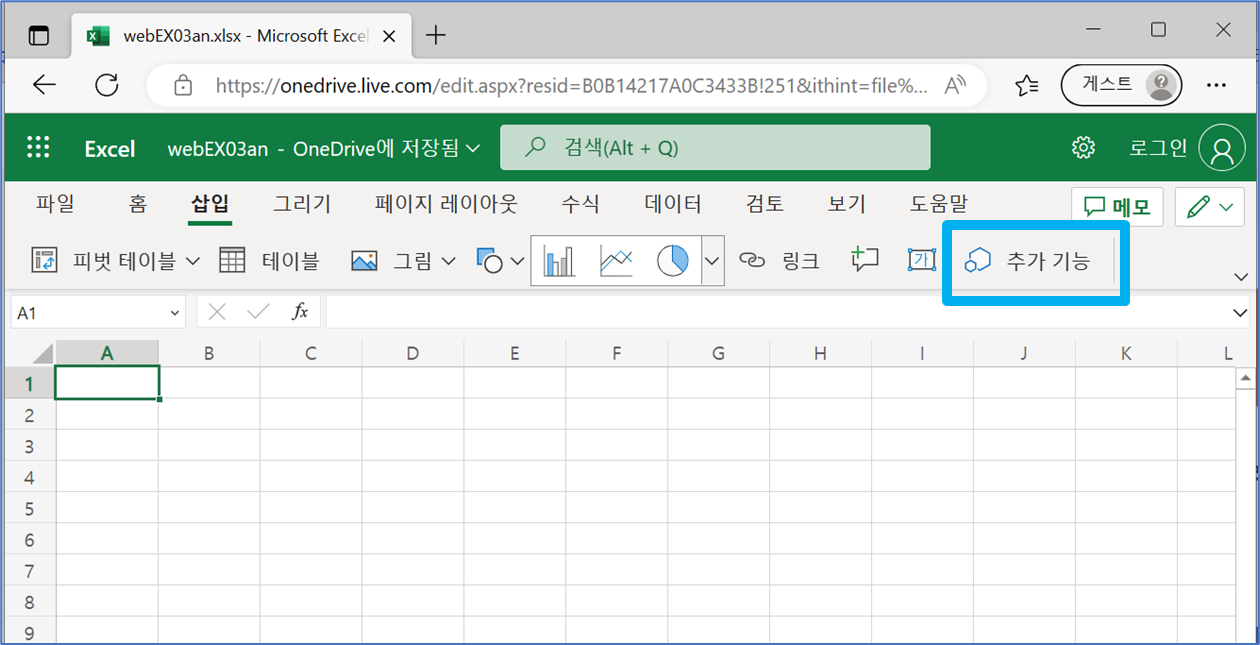 webEX03an.xlsx - Microsoft Excel
https://onedrive.live.com/edit.aspx?resid=B0B14217A0C3433B!251&ithint=file%... A 게스트 ?
Excel webEX03an - OneDrive에 저장됨 검색(Alt + Q) 로그인
파일 홈 삽입 그리기 페이지 레이아웃 수식 데이터 검토 보기 도움말 메모
피벗 테이블 테이블 그림 링크 가 추가 기능
A1 fx
A B C D E F G H I J K L
1
2
3
4
5
6
7
8
9